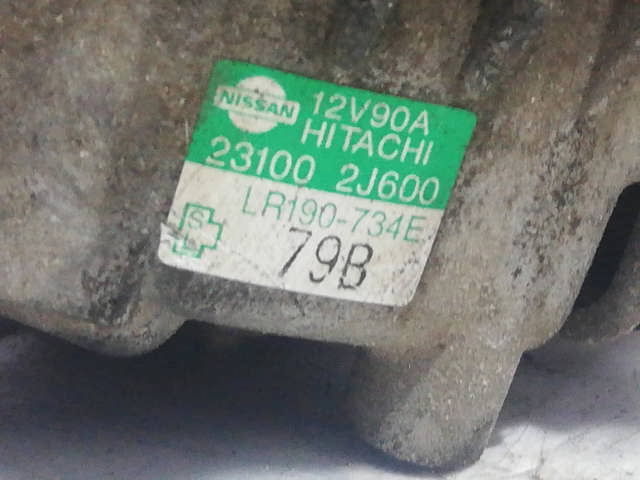 NISSAN 12V90A
HITACHI
23100 2J600
LR190-734E
S
79B